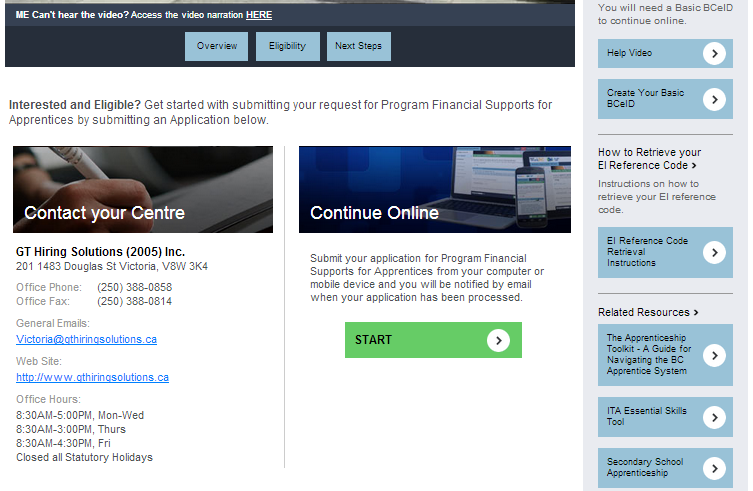 ME Can't hear the video? Access the video narration HERE
Overview
Eligibility
Next Steps
Interested and Eligible? Get started with submitting your request for Program Financial Supports for
Apprentices by submitting an Application below.
Contact your Centre
GT Hiring Solutions (2005) Inc.
201 1483 Douglas St Victoria, V8W 3K4
Office Phone: (250) 388-0858
Office Fax: (250) 388-0814
General Emails:
Victoria@gthiringsolutions.ca
Web Site:
http://www.gthiringsolutions.ca
Office Hours:
8:30AM-5:00PM, Mon-Wed
8:30AM-3:00PM, Thurs
8:30AM-4:30PM, Fri
Closed all Statutory Holidays
Continue Online
Submit your application for Program Financial
Supports for Apprentices from your computer or
mobile device and you will be notified by email
when your application has been processed.
START
You will need a Basic BCeID
to continue online.
Help Video
Create Your Basic
BCeID
How to Retrieve your
EI Reference Code >
Instructions on how to
retrieve your EI reference
code.
EI Reference Code
Retrieval
Instructions
Related Resources >
The Apprenticeship
Toolkit - A Guide for
Navigating the BC
Apprentice System
ITA Essential Skills
Tool
Secondary School
Apprenticeship